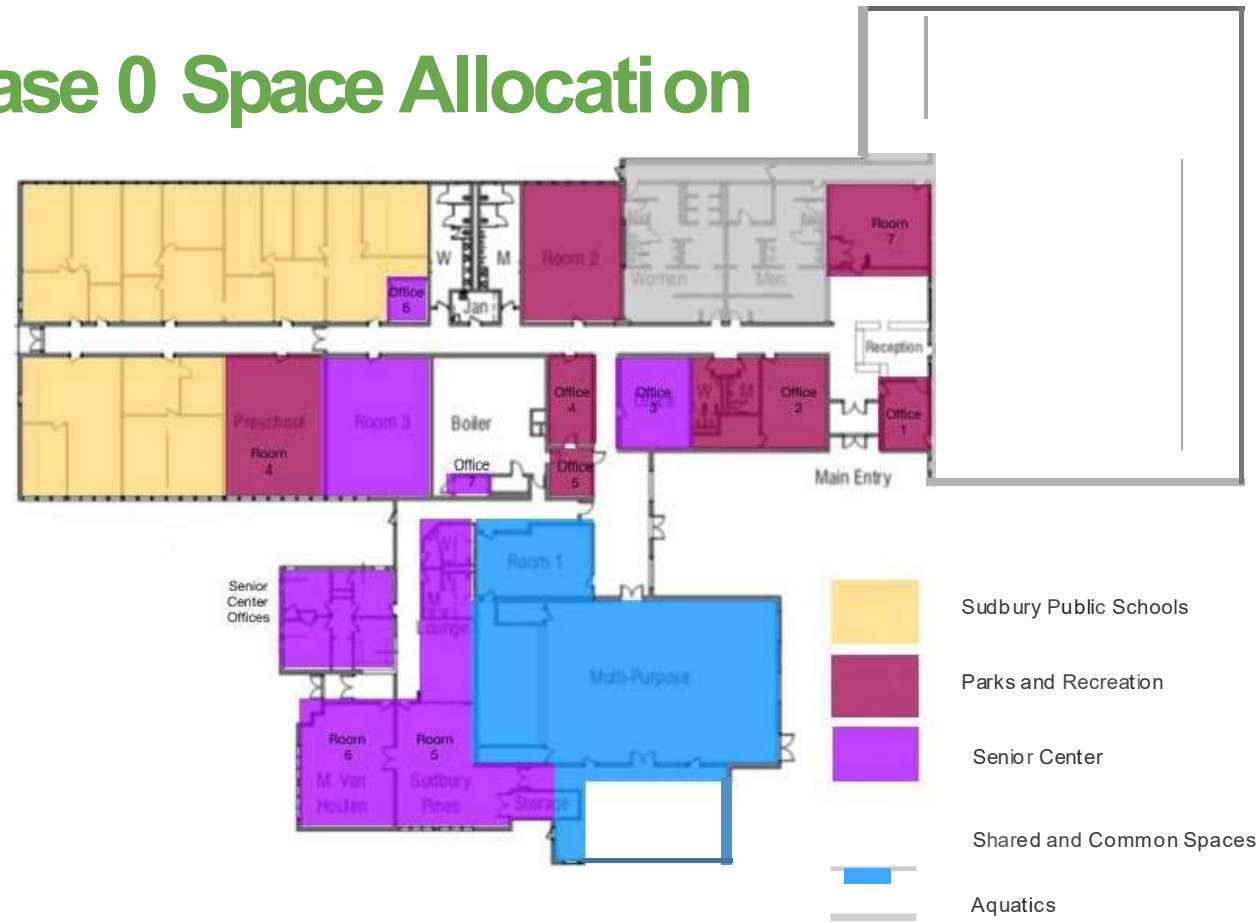 ase 0 Space Allocation
Room
7
Office
6
W
M
Jan
Room 2
Women
Men
Reception
Preschool
Room
4
Room 3
Boiler
Office
7
Office
4
Office
5
Office
3
W
M
Office
2
Office
1
Main Entry
W
Room 1
Senior
Center
Offices
Lounge
Multi-Purpose
Room
6
M. Van
Houten
Room
5
Sudbury
Pines
Storage
Sudbury Public Schools
Parks and Recreation
Senior Center
Shared and Common Spaces
Aquatics